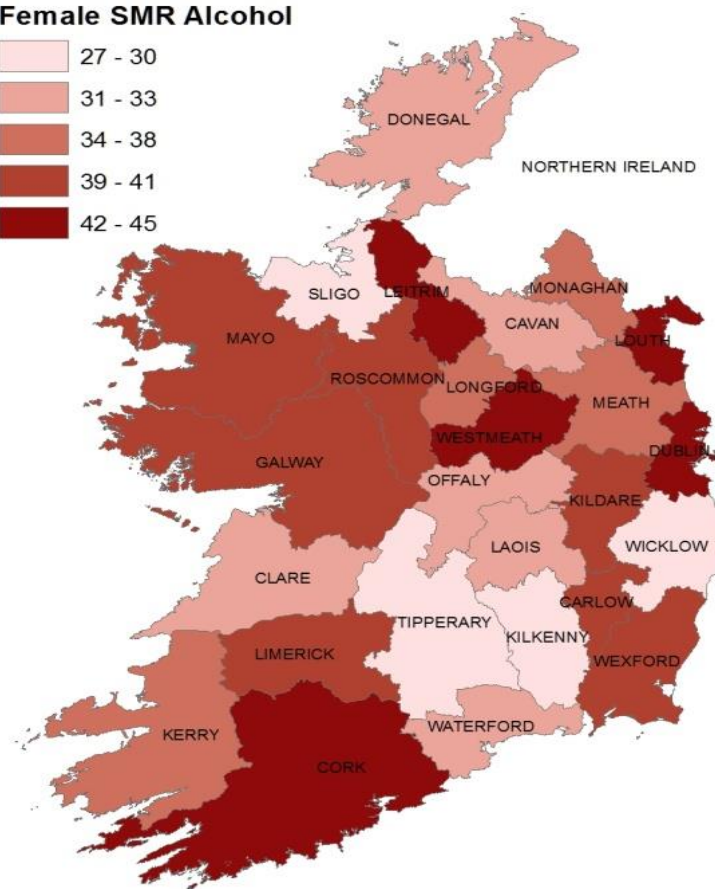 Female SMR Alcohol
27 - 30
31 - 33
34 - 38
39 - 41
42 - 45
DONEGAL
NORTHERN IRELAND
SLIGO
LEITRIM
MONAGHAN
CAVAN
LOUTH
MAYO
ROSCOMMON
LONGFORD
MEATH
WESTMEATH
DUBLIN
GALWAY
OFFALY
KILDARE
LAOIS
WICKLOW
CLARE
CARLOW
TIPPERARY
KILKENNY
LIMERICK
WEXFORD
KERRY
WATERFORD
CORK